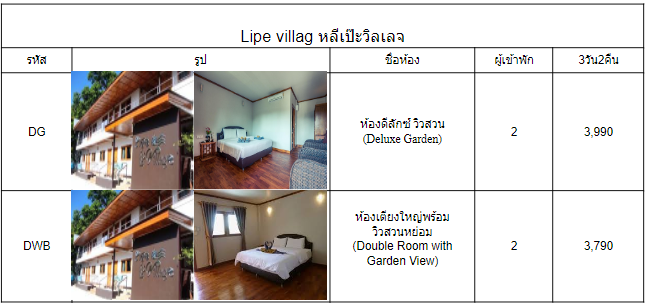 Lipe villag หลีเป๊ะวิลเลจ
รหัส รูป ชื่อห้อง ผู้เข้าพัก 3วัน2คืน
DG ห้องดีลักซ์ วิวสวน 2 3,990
(Deluxe Garden)
DWB ห้องเตียงใหญ่พร้อม 2 3,790
วิวสวนหย่อม
(Double Room with
Garden View)